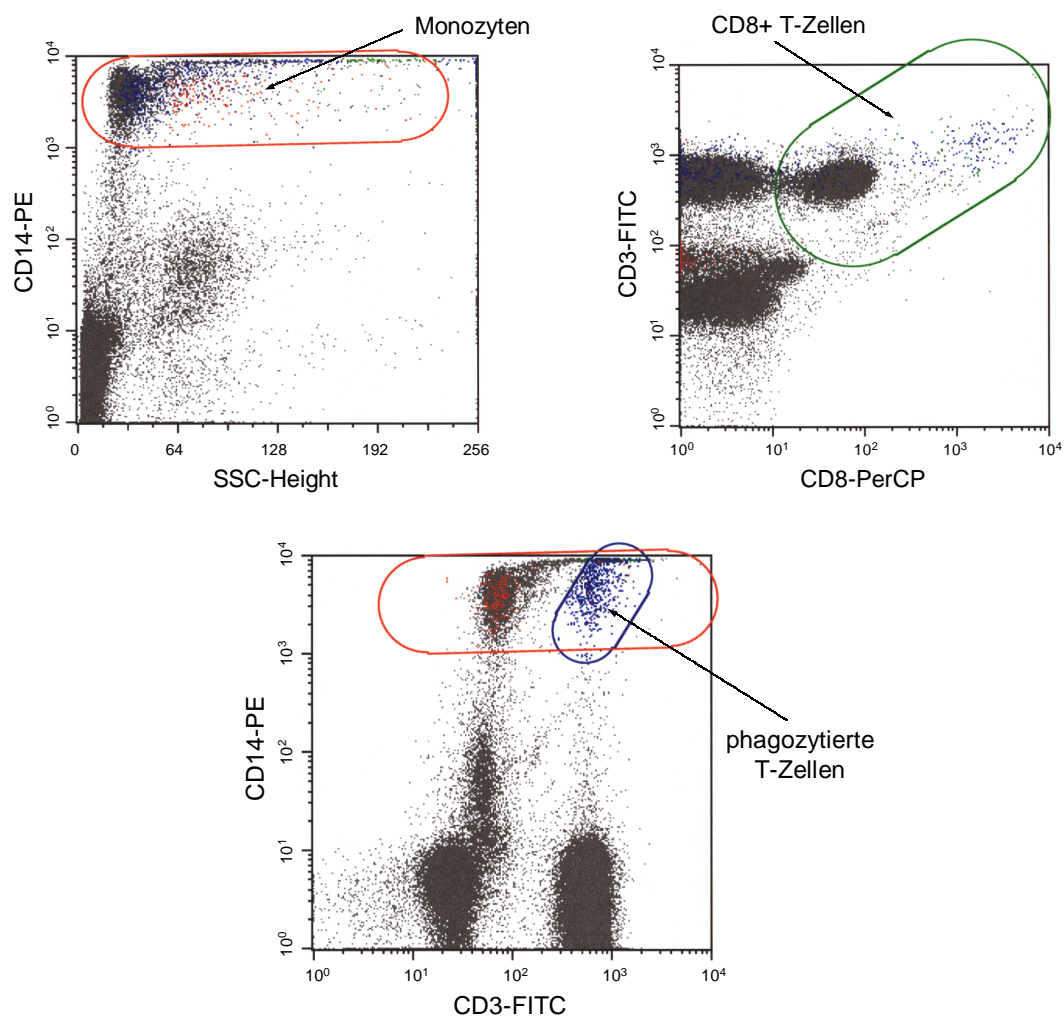 Monozyten
CD14-PE
10⁴
10³
10²
10¹
10⁰
0 64 128 192 256
SSC-Height
CD8+ T-Zellen
CD3-FITC
10⁴
10³
10²
10¹
10⁰
10⁰ 10¹ 10² 10³ 10⁴
CD8-PerCP
CD14-PE
10⁴
10³
10²
10¹
10⁰
10⁰ 10¹ 10² 10³ 10⁴
CD3-FITC
phagozytierte
T-Zellen